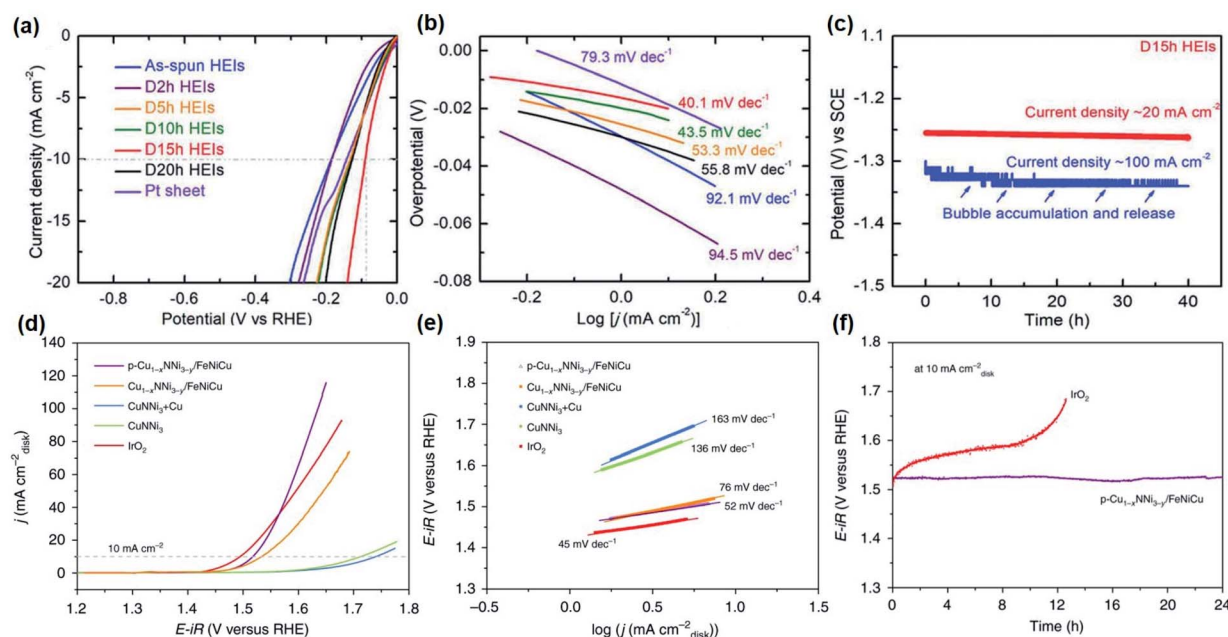 (a)
Current density (mA cm⁻²)
0
-5
-10
-15
-20
As-spun HEIs
D2h HEIs
D5h HEIs
D10h HEIs
D15h HEIs
D20h HEIs
Pt sheet
-0.8 -0.6 -0.4 -0.2 0.0
Potential (V vs RHE)
(b)
Overpotential (V)
0.00
-0.02
-0.04
-0.06
-0.08
79.3 mV dec⁻¹
40.1 mV dec⁻¹
43.5 mV dec⁻¹
53.3 mV dec⁻¹
55.8 mV dec⁻¹
92.1 mV dec⁻¹
94.5 mV dec⁻¹
-0.2 0.0 0.2 0.4
Log [j (mA cm⁻²)]
(c)
Potential (V) vs SCE
-1.1
-1.2
-1.3
-1.4
-1.5
D15h HEIs
Current density ~20 mA cm⁻²
Current density ~100 mA cm⁻²
Bubble accumulation and release
0 10 20 30 40
Time (h)
(d)
j (mA cm⁻²disk)
140
120
100
80
60
40
20
0
p-Cu₁₋ₓNNi₃₋ᵧ/FeNiCu
Cu₁₋ₓNNi₃₋ᵧ/FeNiCu
CuNNi₃+Cu
CuNNi₃
IrO₂
10 mA cm⁻²
1.2 1.3 1.4 1.5 1.6 1.7 1.8
E-iR (V versus RHE)
(e)
E-iR (V versus RHE)
1.9
1.8
1.7
1.6
1.5
1.4
1.3
p-Cu₁₋ₓNNi₃₋ᵧ/FeNiCu
Cu₁₋ₓNNi₃₋ᵧ/FeNiCu
CuNNi₃+Cu
CuNNi₃
IrO₂
163 mV dec⁻¹
136 mV dec⁻¹
76 mV dec⁻¹
52 mV dec⁻¹
45 mV dec⁻¹
−0.5 0.0 0.5 1.0 1.5
log (j (mA cm⁻²disk))
(f)
E-iR (V versus RHE)
1.9
1.8
1.7
1.6
1.5
1.4
1.3
at 10 mA cm⁻²disk
IrO₂
p-Cu₁₋ₓNNi₃₋ᵧ/FeNiCu
0 4 8 12 16 20 24
Time (h)